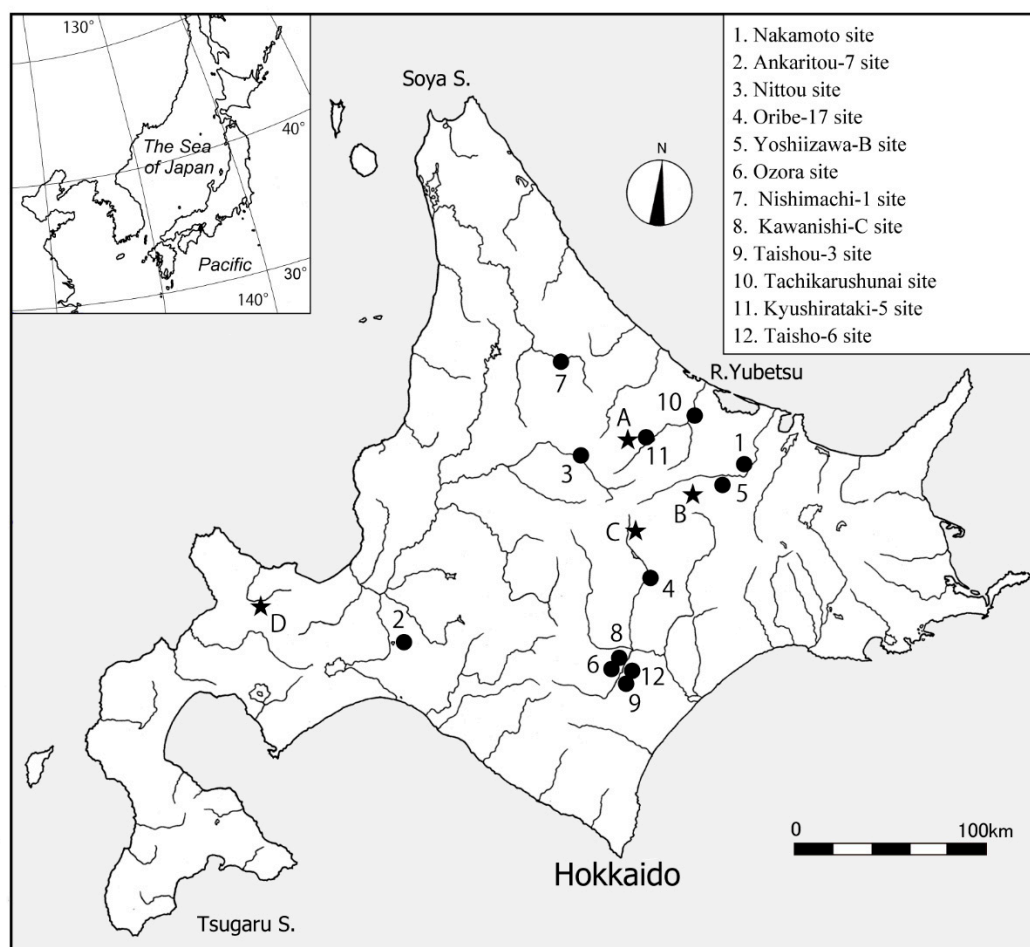 130°
40°
The Sea
of Japan
Pacific
30°
140°
Soya S.
N
1. Nakamoto site
2. Ankaritou-7 site
3. Nittou site
4. Oribe-17 site
5. Yoshiizawa-B site
6. Ozora site
7. Nishimachi-1 site
8. Kawanishi-C site
9. Taishou-3 site
10. Tachikarushunai site
11. Kyushirataki-5 site
12. Taisho-6 site
R.Yubetsu
7
10
A
11
1
3
5
B
C
4
D
2
8
6
12
9
0 100km
Hokkaido
Tsugaru S.